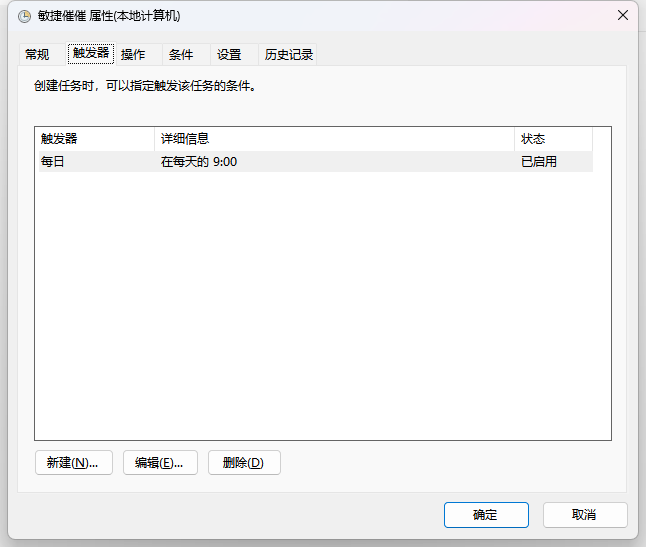 敏捷催催 属性(本地计算机)
常规 触发器 操作 条件 设置 历史记录
创建任务时，可以指定触发该任务的条件。
触发器 详细信息 状态
每日 在每天的 9:00 已启用
新建(N)... 编辑(E)... 删除(D)
确定 取消